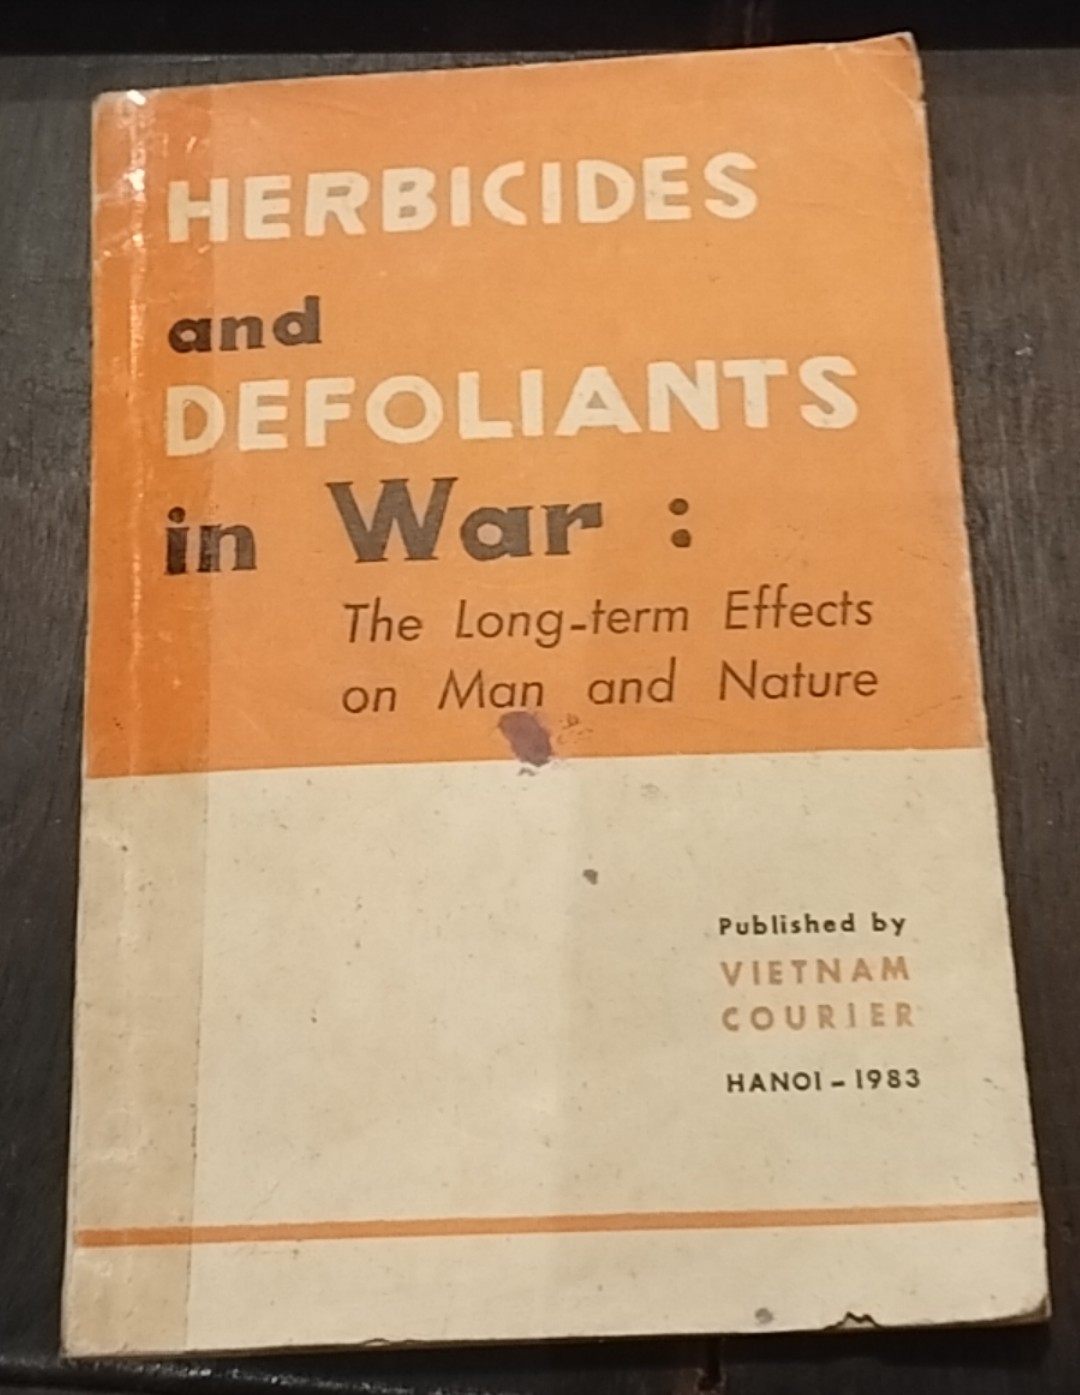 HERBICIDES
and
DEFOLIANTS
in War :
The Long-term Effects
on Man and Nature
Published by
VIETNAM
COURIER
HANOI - 1983